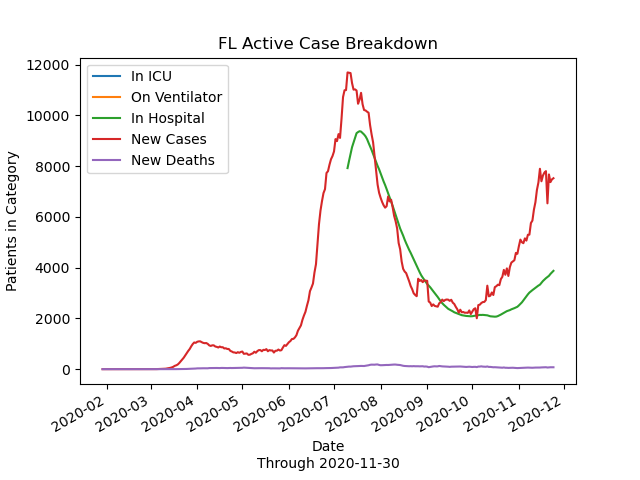 FL Active Case Breakdown
12000
10000
8000
6000
4000
2000
0
Patients in Category
In ICU
On Ventilator
In Hospital
New Cases
New Deaths
2020-02
2020-03
2020-04
2020-05
2020-06
2020-07
2020-08
2020-09
2020-10
2020-11
2020-12
Date
Through 2020-11-30